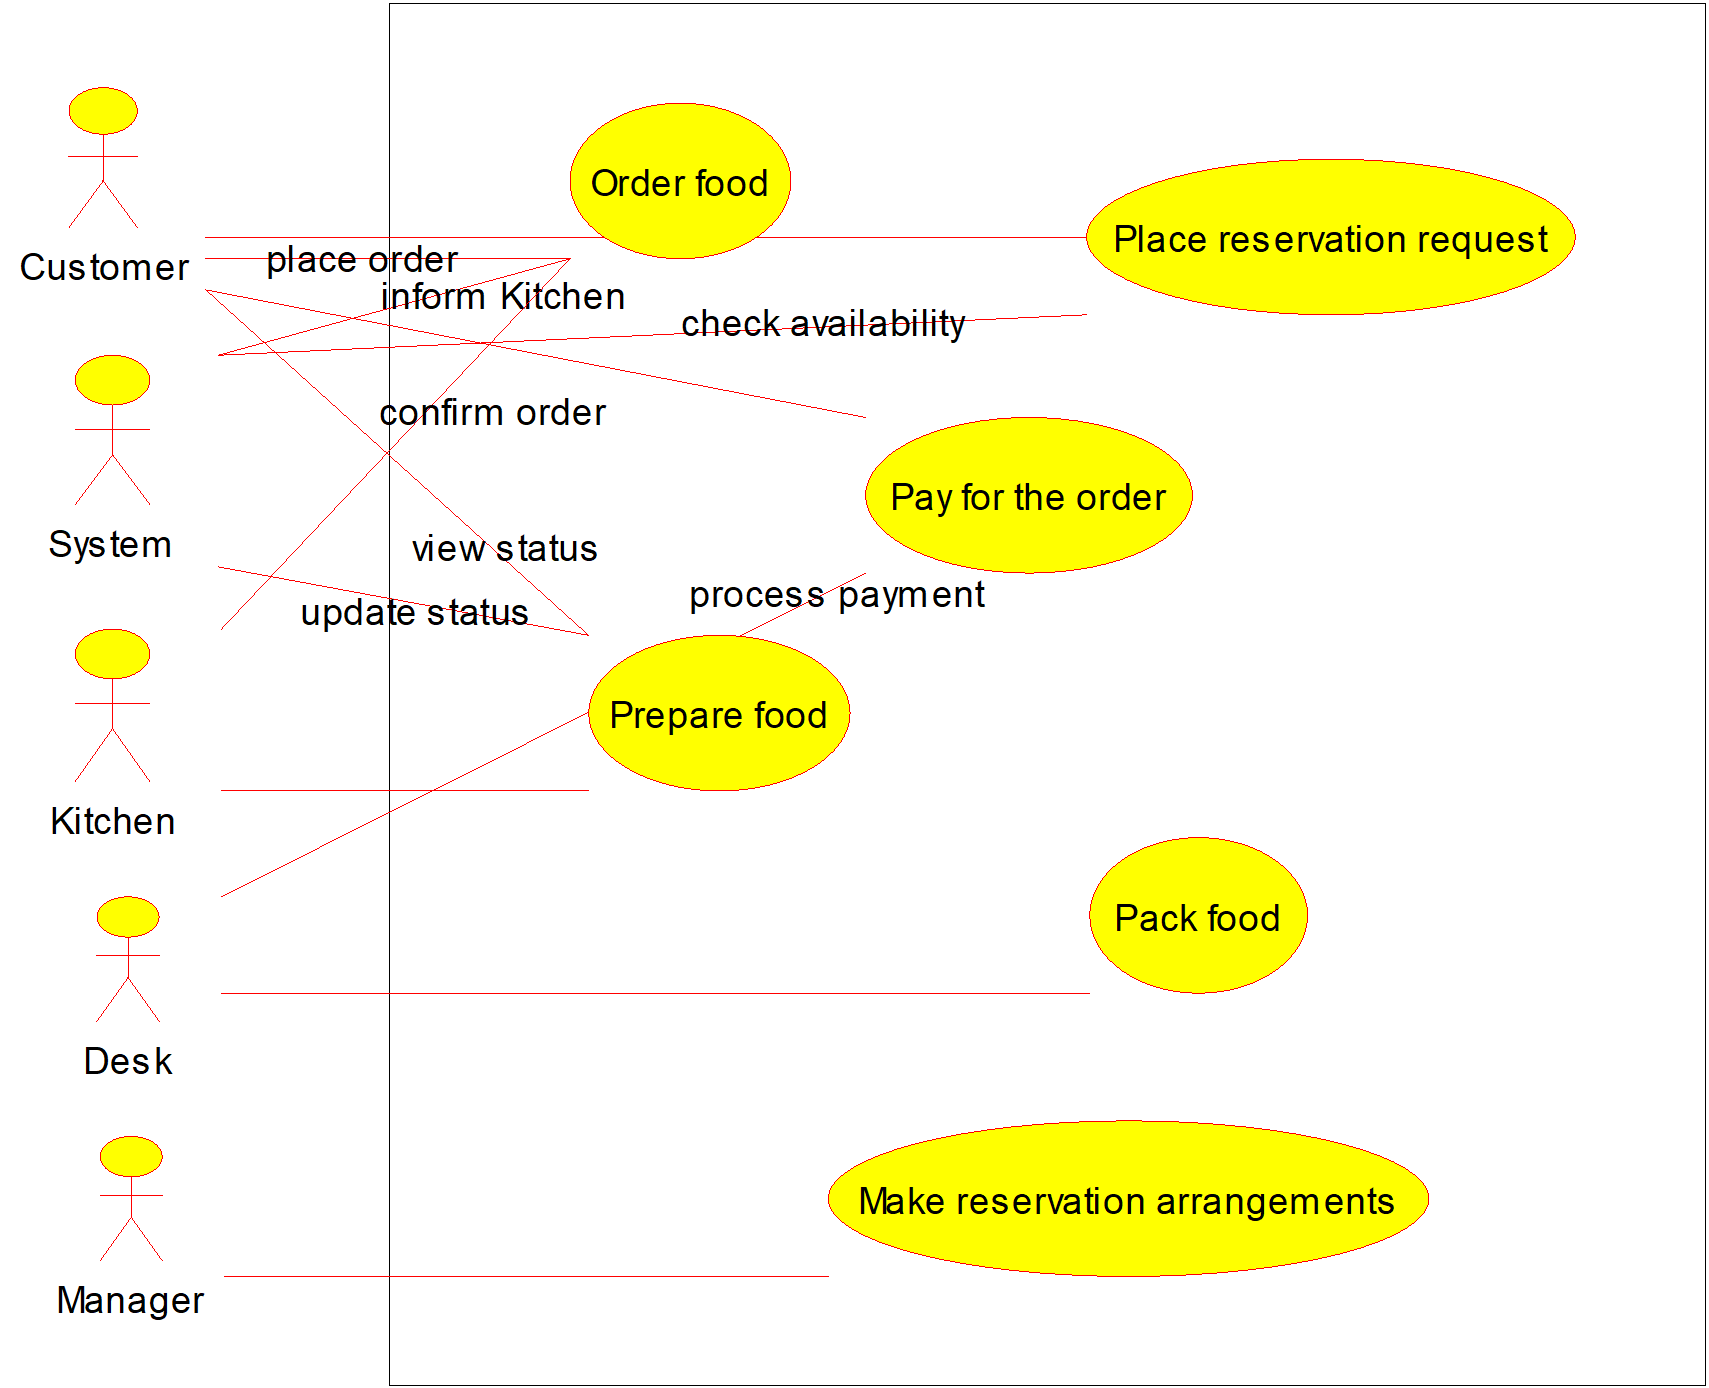 Order food
Place reservation request
Customer
place order
inform Kitchen
check availability
confirm order
Pay for the order
System
view status
process payment
update status
Prepare food
Kitchen
Pack food
Desk
Make reservation arrangements
Manager